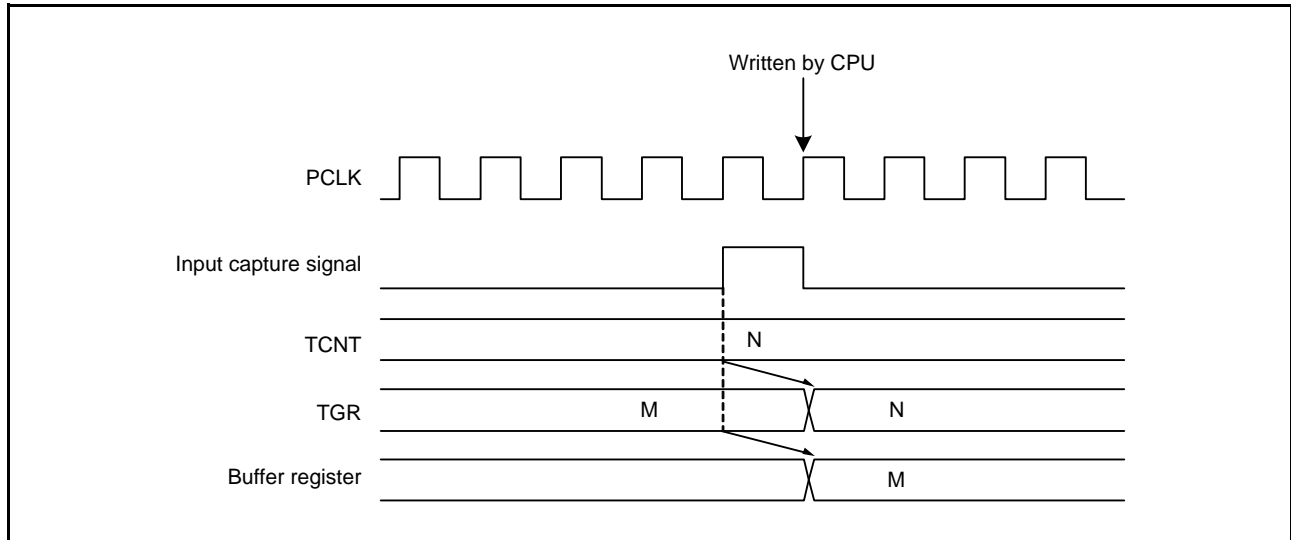 Written by CPU
PCLK
Input capture signal
TCNT
N
TGR
M
N
Buffer register
M